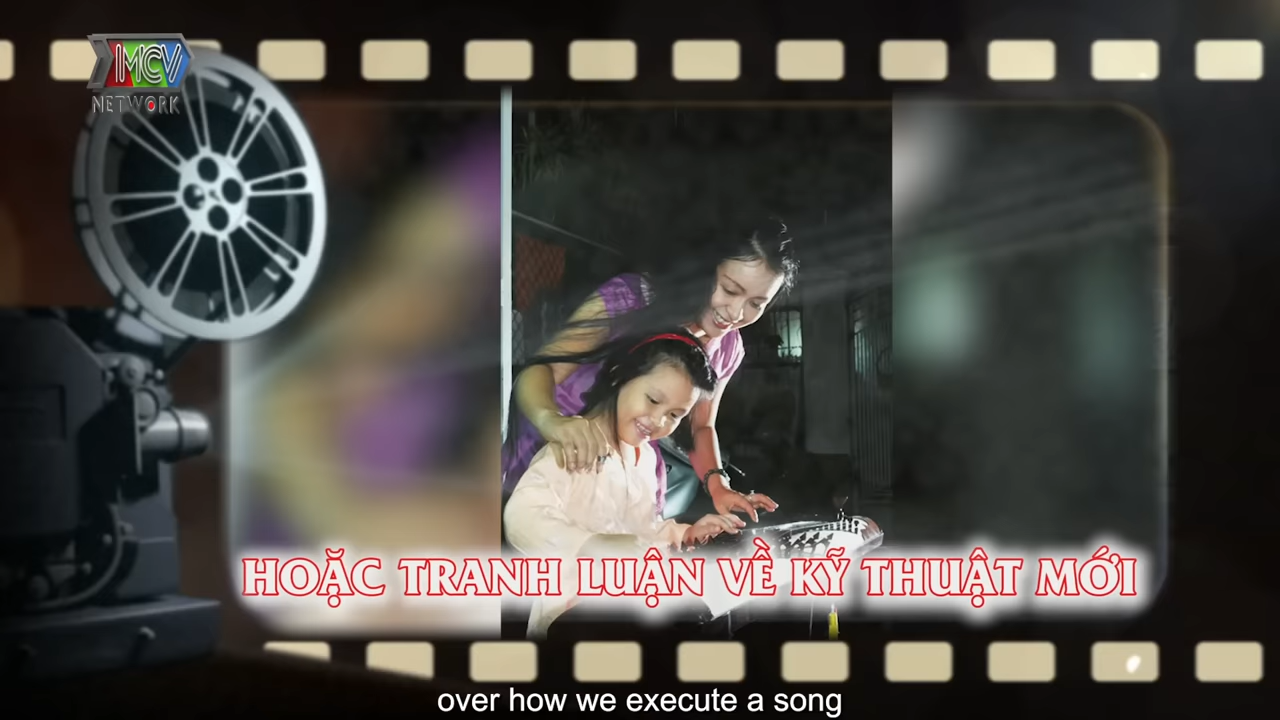 MCV
NETWORK
HOẶC TRANH LUẬN VỀ KỸ THUẬT MỚI
over how we execute a song